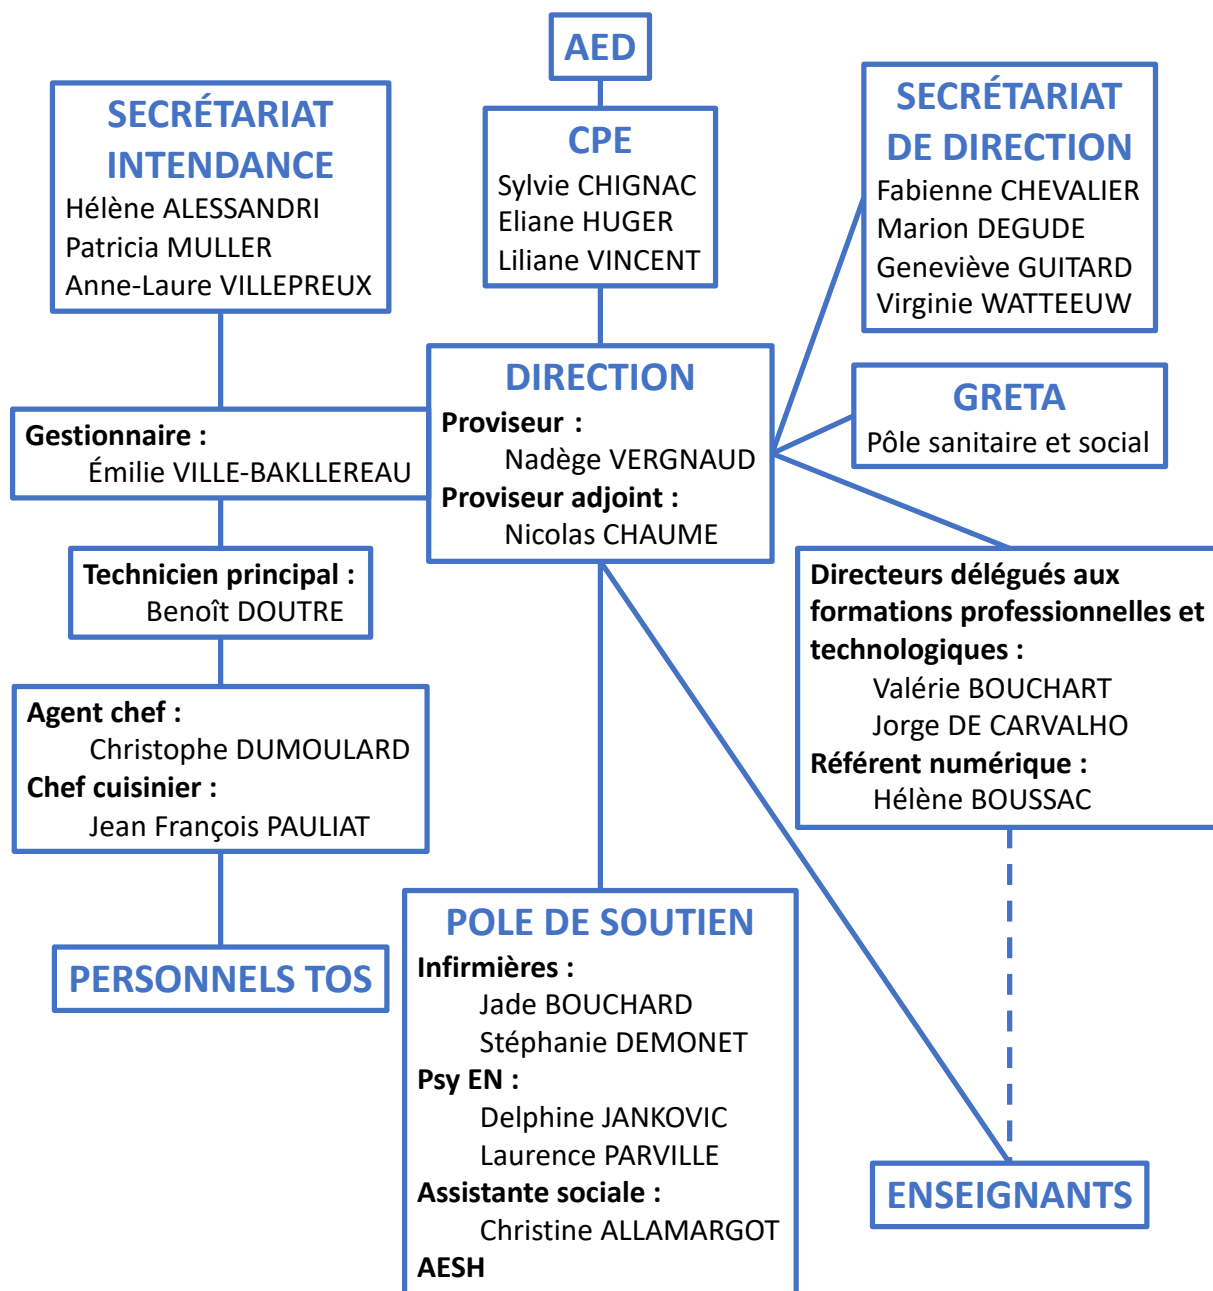 AED
SECRÉTARIAT
INTENDANCE
Hélène ALESSANDRI
Patricia MULLER
Anne-Laure VILLEPREUX
CPE
Sylvie CHIGNAC
Eliane HUGER
Liliane VINCENT
SECRÉTARIAT
DE DIRECTION
Fabienne CHEVALIER
Marion DEGUDE
Geneviève GUITARD
Virginie WATTEEUW
DIRECTION
Proviseur :
Nadège VERGNAUD
Proviseur adjoint :
Nicolas CHAUME
GRETA
Pôle sanitaire et social
Gestionnaire :
Émilie VILLE-BAKLLEREAU
Technicien principal :
Benoît DOUTRE
Agent chef :
Christophe DUMOULARD
Chef cuisinier :
Jean François PAULIAT
PERSONNELS TOS
Directeurs délégués aux
formations professionnelles et
technologiques :
Valérie BOUCHART
Jorge DE CARVALHO
Référent numérique :
Hélène BOUSSAC
POLE DE SOUTIEN
Infirmières :
Jade BOUCHARD
Stéphanie DEMONET
Psy EN :
Delphine JANKOVIC
Laurence PARVILLE
Assistante sociale :
Christine ALLAMARGOT
AESH
ENSEIGNANTS